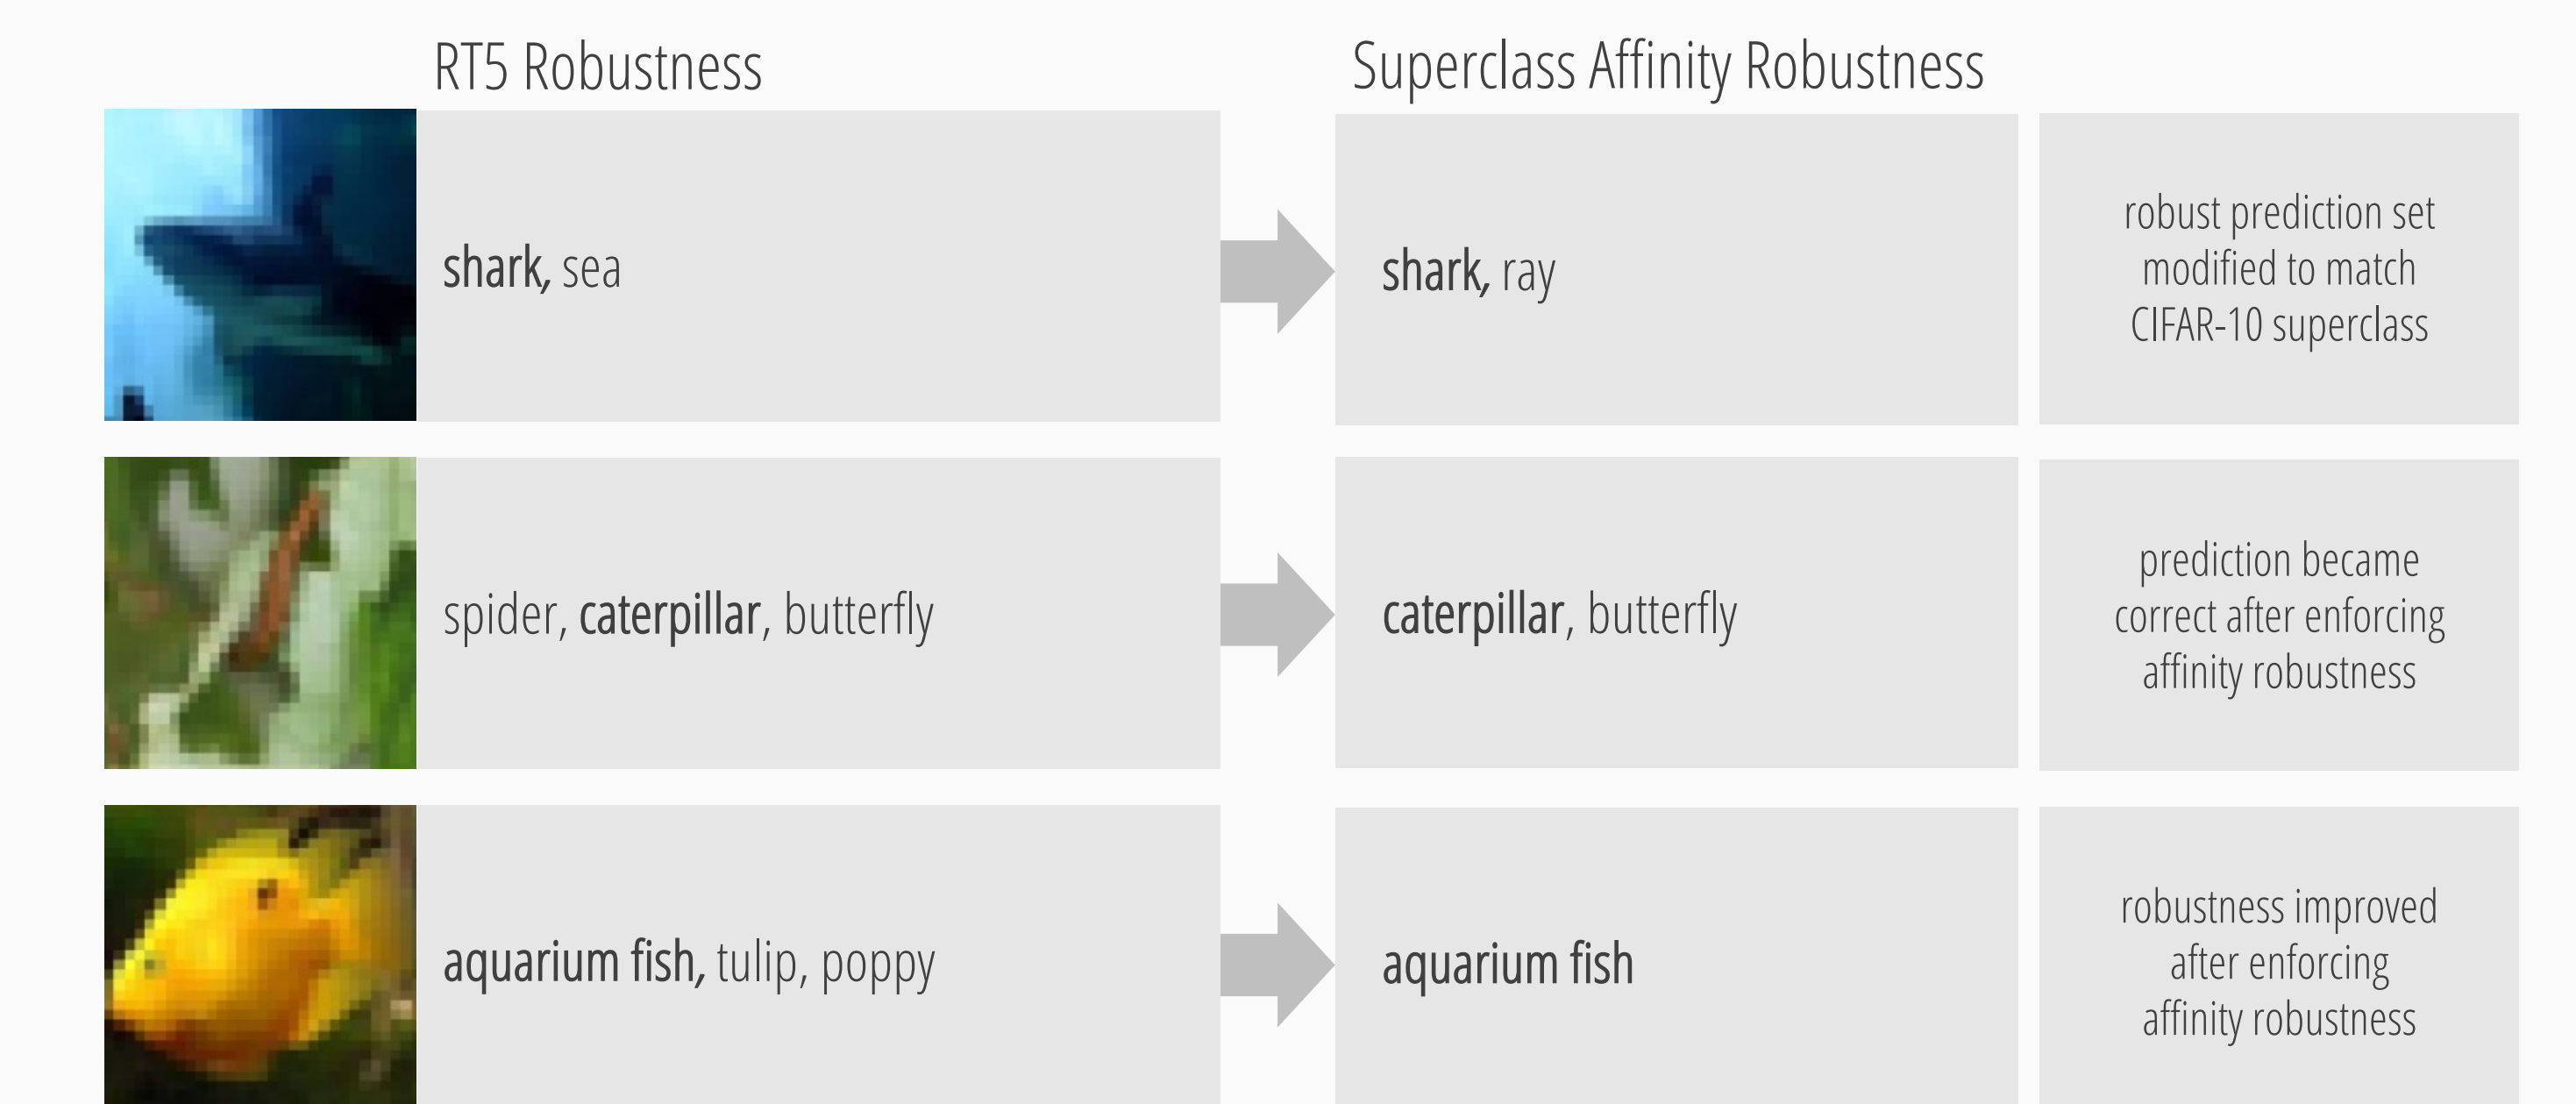 RT5 Robustness
Superclass Affinity Robustness
shark, sea
shark, ray
robust prediction set
modified to match
CIFAR-10 superclass
spider, caterpillar, butterfly
caterpillar, butterfly
prediction became
correct after enforcing
affinity robustness
aquarium fish, tulip, poppy
aquarium fish
robustness improved
after enforcing
affinity robustness